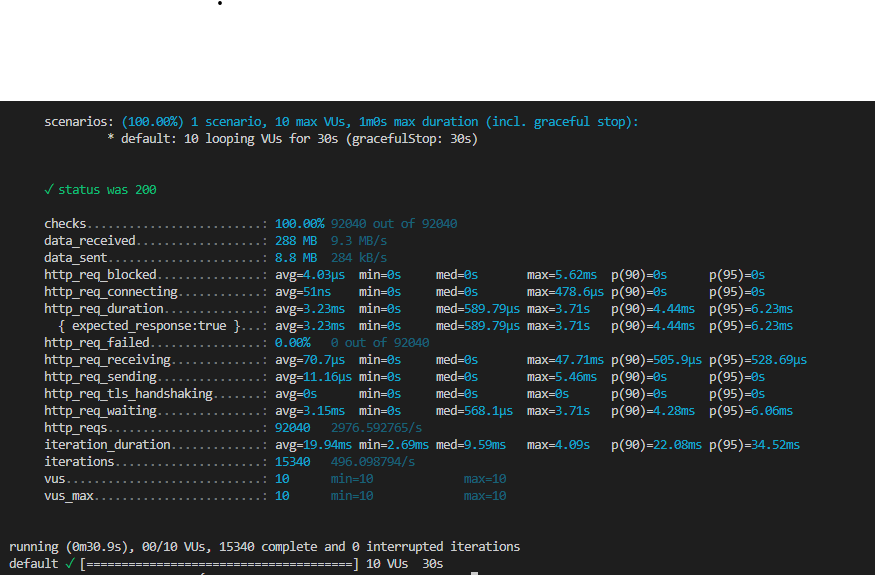 scenarios: (100.00%) 1 scenario, 10 max VUs, 1m0s max duration (incl. graceful stop):
* default: 10 looping VUs for 30s (gracefulStop: 30s)
✓ status was 200
checks.........................: 100.00% 92040 out of 92040
data_received..................: 288 MB 9.3 MB/s
data_sent......................: 8.8 MB 284 kB/s
http_req_blocked...............: avg=4.03µs min=0s med=0s max=5.62ms p(90)=0s p(95)=0s
http_req_connecting............: avg=51ns min=0s med=0s max=478.6µs p(90)=0s p(95)=0s
http_req_duration..............: avg=3.23ms min=0s med=589.79µs max=3.71s p(90)=4.44ms p(95)=6.23ms
{ expected_response:true }...: avg=3.23ms min=0s med=589.79µs max=3.71s p(90)=4.44ms p(95)=6.23ms
http_req_failed................: 0.00% 0 out of 92040
http_req_receiving.............: avg=70.7µs min=0s med=0s max=47.71ms p(90)=505.9µs p(95)=528.69µs
http_req_sending...............: avg=11.16µs min=0s med=0s max=5.46ms p(90)=0s p(95)=0s
http_req_tls_handshaking.......: avg=0s min=0s med=0s max=0s p(90)=0s p(95)=0s
http_req_waiting...............: avg=3.15ms min=0s med=568.1µs max=3.71s p(90)=4.28ms p(95)=6.06ms
http_reqs......................: 92040 2976.592765/s
iteration_duration.............: avg=19.94ms min=2.69ms med=9.59ms max=4.09s p(90)=22.08ms p(95)=34.52ms
iterations.....................: 15340 496.098794/s
vus............................: 10 min=10 max=10
vus_max........................: 10 min=10 max=10
running (0m30.9s), 00/10 VUs, 15340 complete and 0 interrupted iterations
default ✓ [======================================] 10 VUs 30s